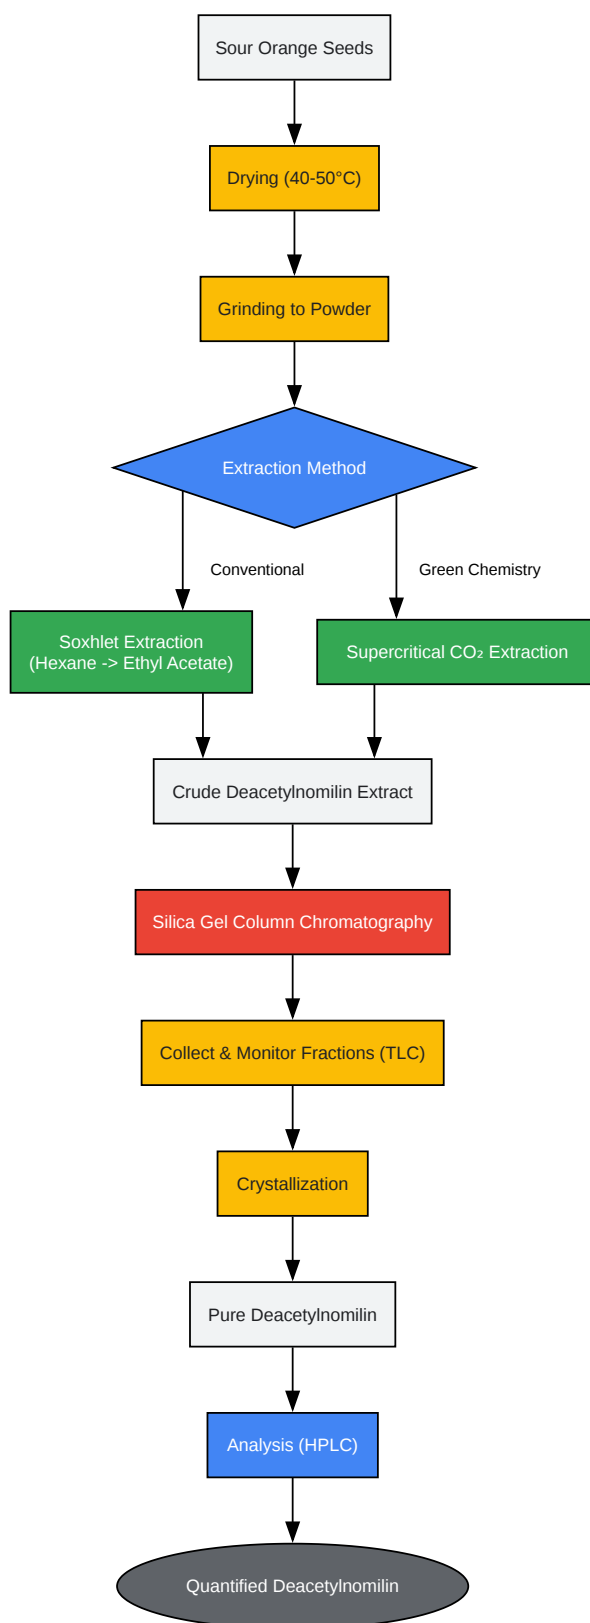 Sour Orange Seeds
Drying (40-50°C)
Grinding to Powder
Extraction Method
Conventional
Green Chemistry
Soxhlet Extraction
(Hexane -> Ethyl Acetate)
Supercritical CO₂ Extraction
Crude Deacetylnomilin Extract
Silica Gel Column Chromatography
Collect & Monitor Fractions (TLC)
Crystallization
Pure Deacetylnomilin
Analysis (HPLC)
Quantified Deacetylnomilin